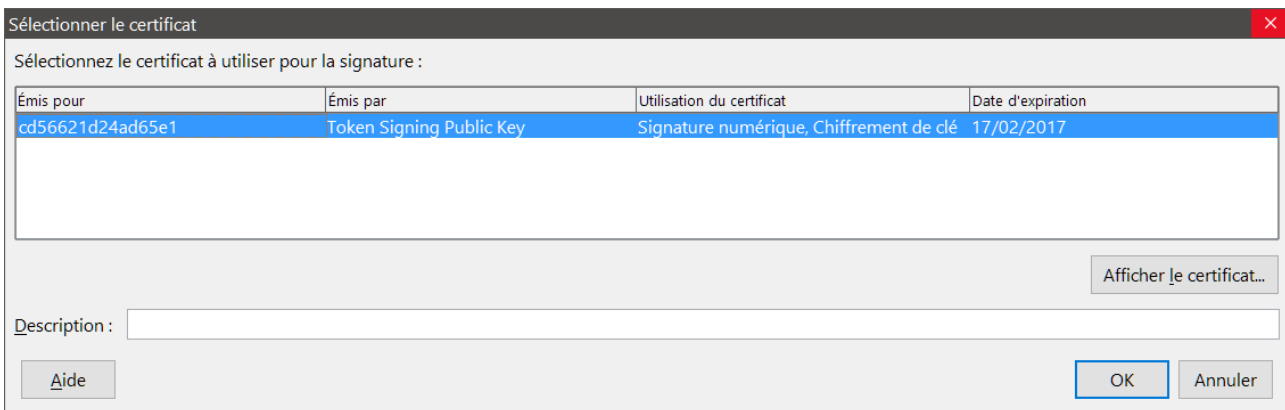 Sélectionner le certificat
Sélectionnez le certificat à utiliser pour la signature :
Émis pour Émis par Utilisation du certificat Date d'expiration
cd56621d24ad65e1 Token Signing Public Key Signature numérique, Chiffrement de clé 17/02/2017
Afficher le certificat...
Description :
Aide OK Annuler